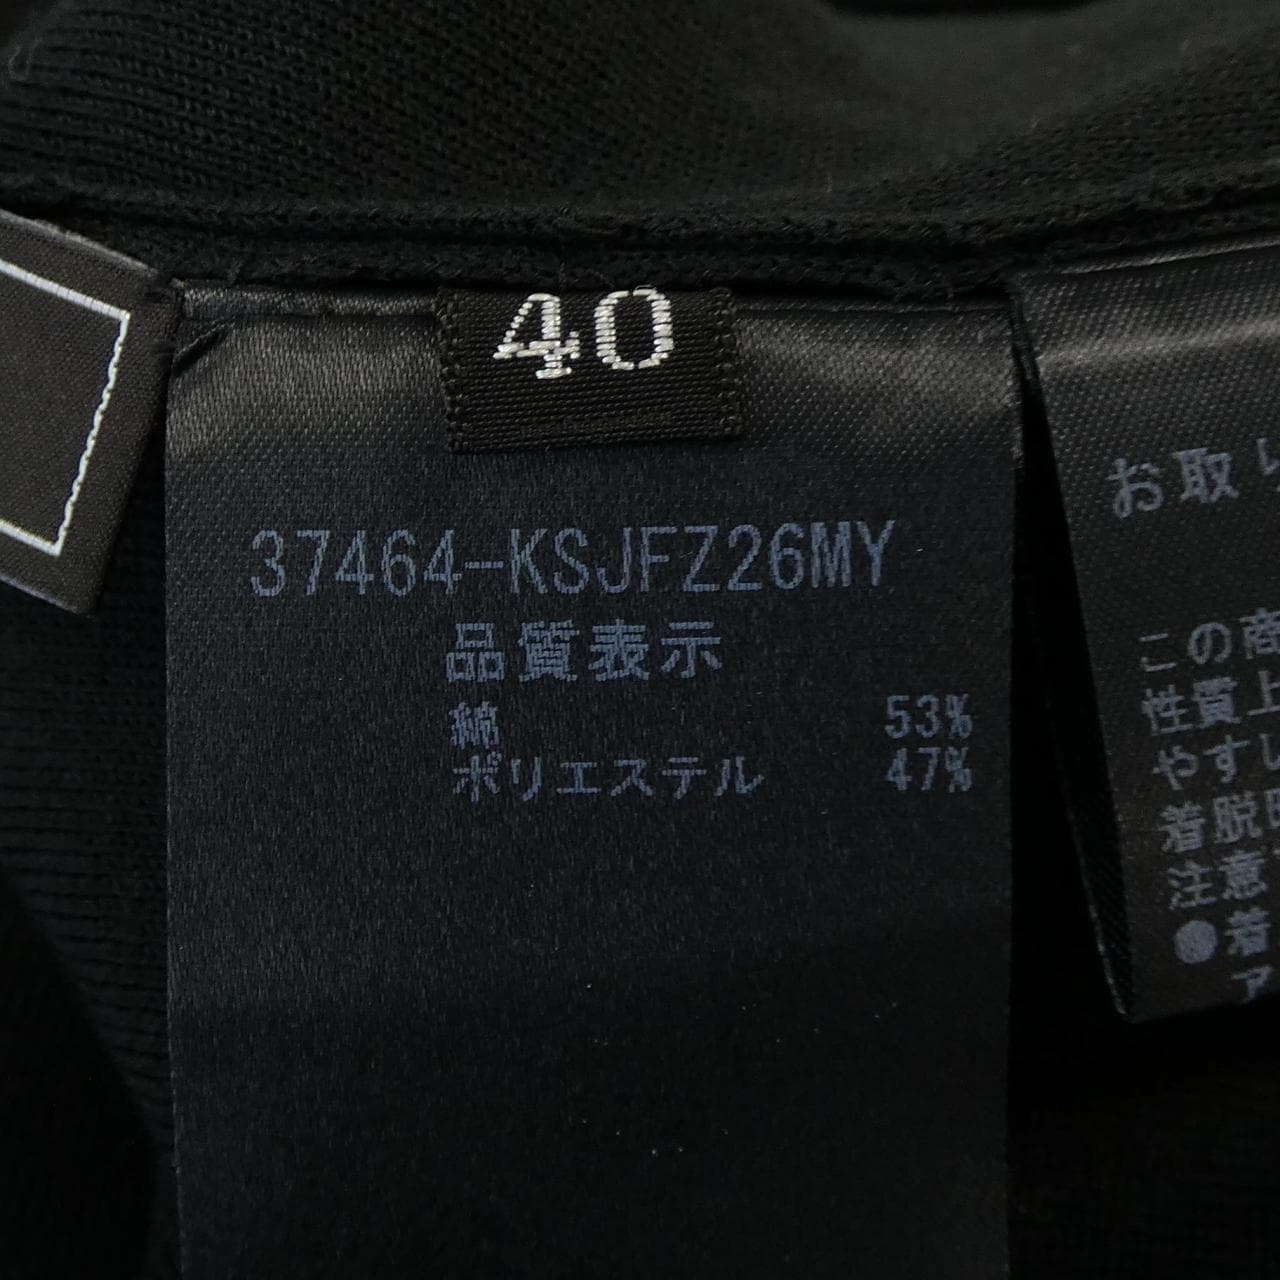 40
37464-KSJFZ26MY
品質表示
綿 53%
ポリエステル 47%
お取り
この商
性質上
やすい
着脱時
注意
●着
ア